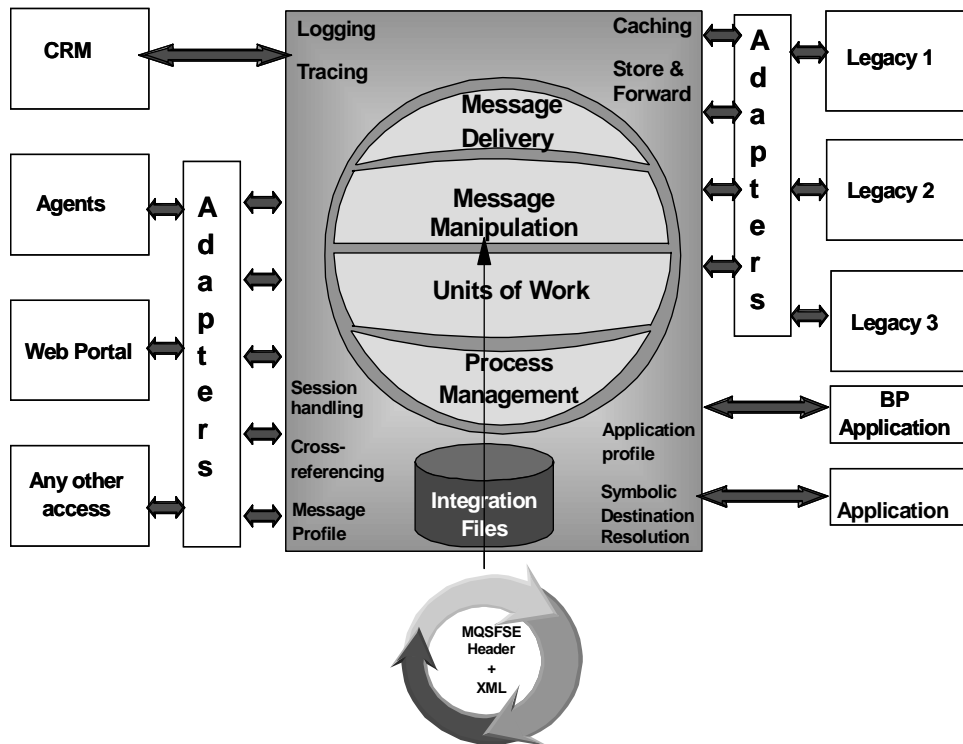 CRM
Agents
Web Portal
Any other
access
A
d
a
p
t
e
r
s
Logging
Tracing
Caching
Store &
Forward
Message
Delivery
Message
Manipulation
Units of Work
Process
Management
Session
handling
Cross-
referencing
Message
Profile
Integration
Files
Application
profile
Symbolic
Destination
Resolution
A
d
a
p
t
e
r
s
Legacy 1
Legacy 2
Legacy 3
BP
Application
Application
MQSFSE
Header
+
XML